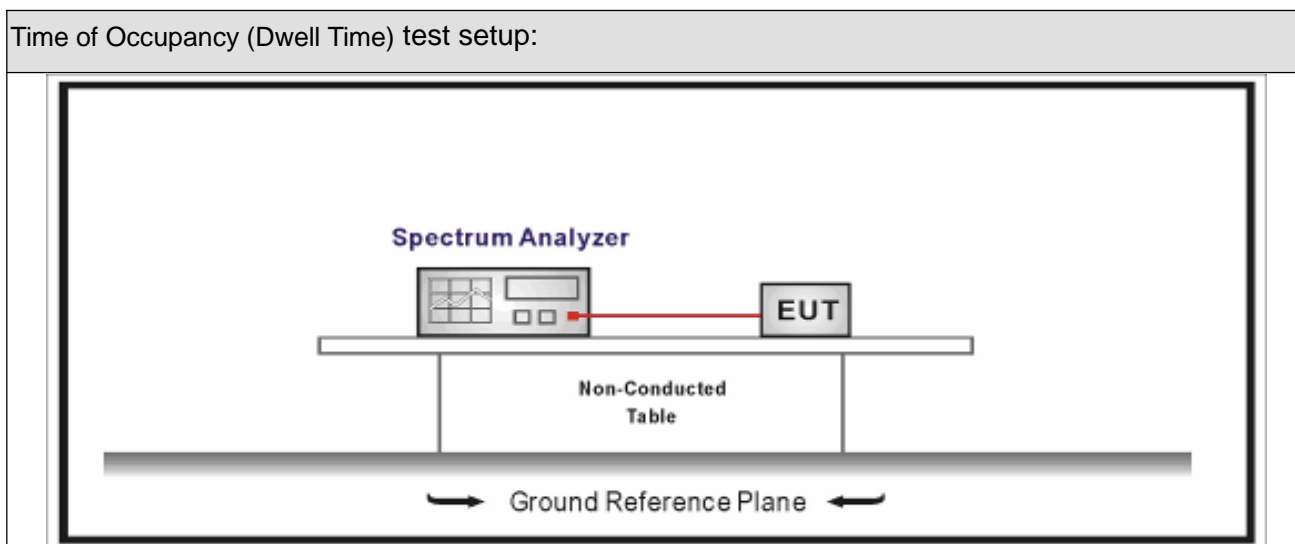 Time of Occupancy (Dwell Time) test setup:
Spectrum Analyzer
EUT
Non-Conducted
Table
Ground Reference Plane